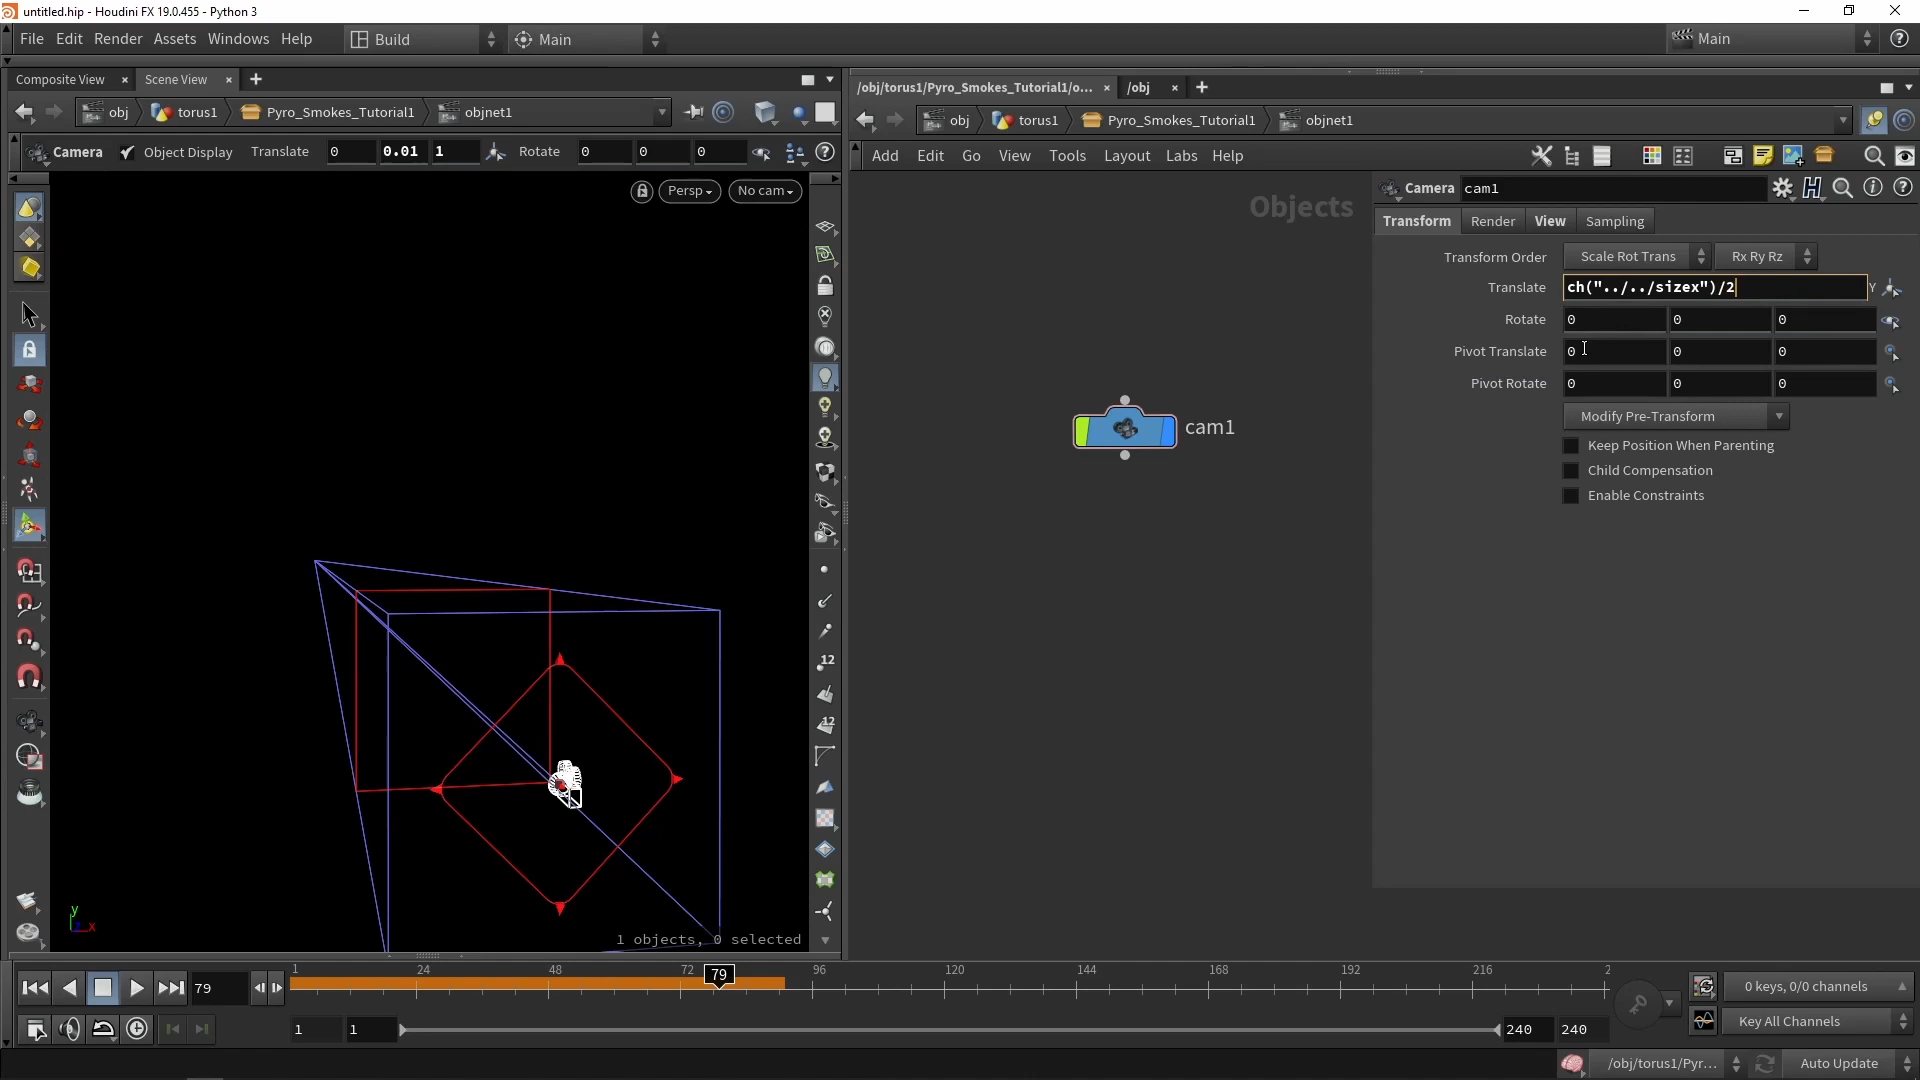 untitled.hip - Houdini FX 19.0.455 - Python 3
File Edit Render Assets Windows Help Build Main Main
Composite View Scene View
obj torus1 Pyro_Smokes_Tutorial1 objnet1
Camera Object Display Translate 0 0.01 1 Rotate 0 0 0
Persp No cam
1 objects, 0 selected
y
z x
12
12
/obj/torus1/Pyro_Smokes_Tutorial1/o... /obj
obj torus1 Pyro_Smokes_Tutorial1 objnet1
Add Edit Go View Tools Layout Labs Help
Objects
cam1
Camera cam1
Transform Render View Sampling
Transform Order Scale Rot Trans Rx Ry Rz
Translate ch("../../sizex")/2 Y
Rotate 0 0 0
Pivot Translate 0 0 0
Pivot Rotate 0 0 0
Modify Pre-Transform
Keep Position When Parenting
Child Compensation
Enable Constraints
79 1 24 48 72 79 96 120 144 168 192 216 2
0 keys, 0/0 channels
1 1 240 240
Key All Channels
/obj/torus1/Pyr... Auto Update